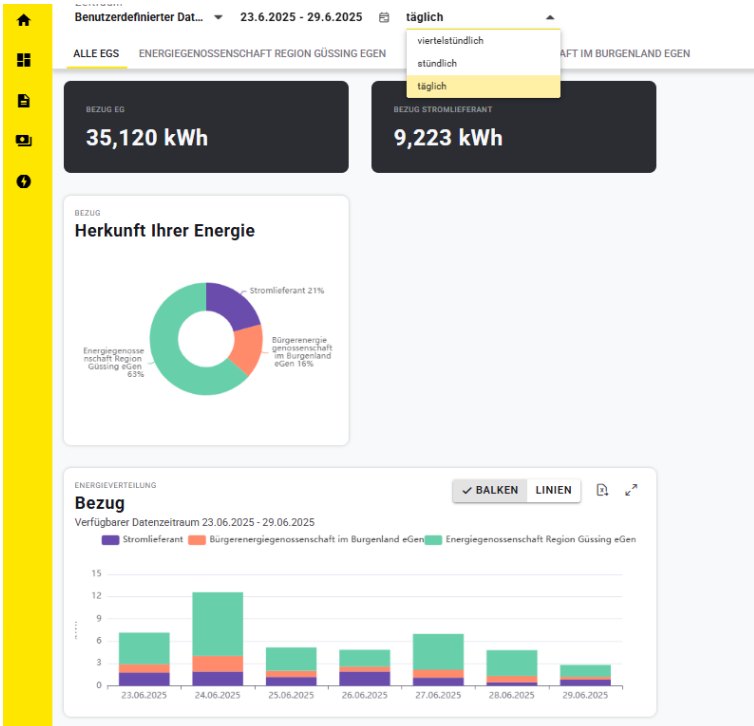 Zeitraum
Benutzerdefinierter Dat...
23.6.2025 - 29.6.2025
täglich
viertelstündlich
stündlich
täglich
ALLE EGS
ENERGIEGENOSSENSCHAFT REGION GÜSSING EGEN
AFT IM BURGENLAND EGEN
BEZUG EG
35,120 kWh
BEZUG STROMLIEFERANT
9,223 kWh
BEZUG
Herkunft Ihrer Energie
Stromlieferant 21%
Bürgerenergie
genossenschaft
im Burgenland
eGen 16%
Energiegenosse
nschaft Region
Güssing eGen
63%
ENERGIEVERTEILUNG
Bezug
BALKEN
LINIEN
Verfügbarer Datenzeitraum 23.06.2025 - 29.06.2025
Stromlieferant
Bürgerenergiegenossenschaft im Burgenland eGen
Energiegenossenschaft Region Güssing eGen
15
12
9
6
3
0
23.06.2025
24.06.2025
25.06.2025
26.06.2025
27.06.2025
28.06.2025
29.06.2025